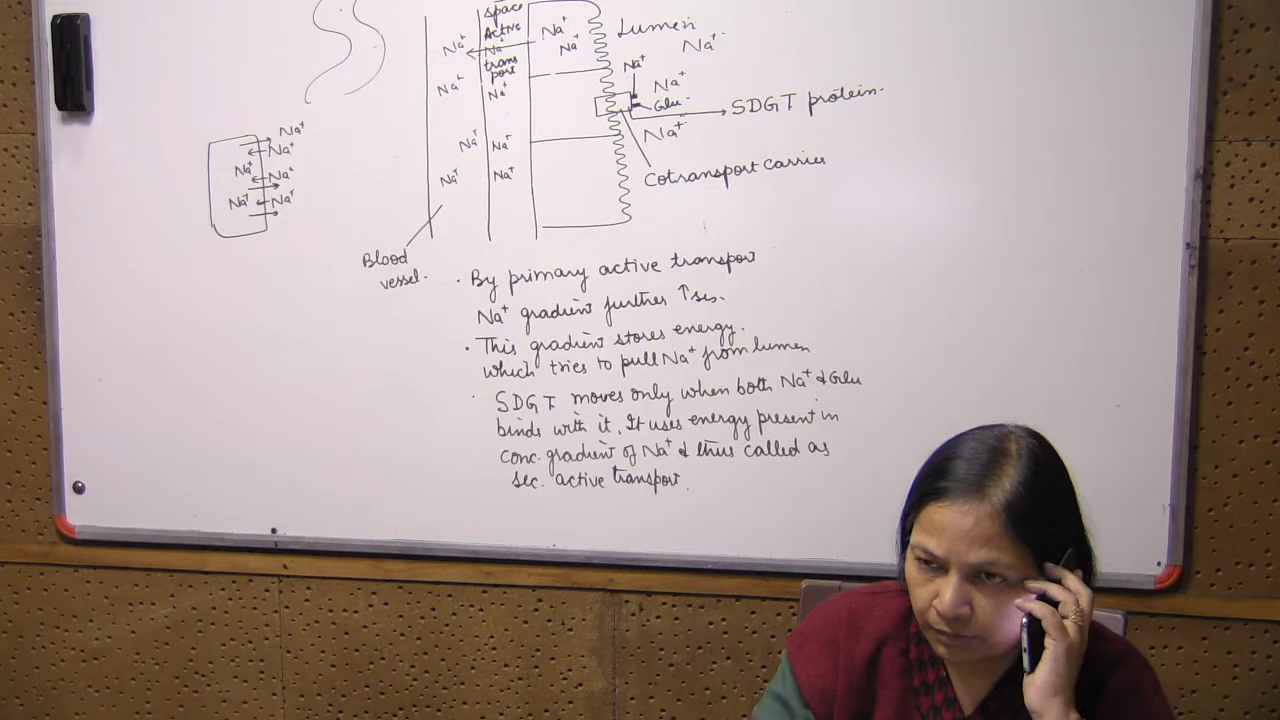 space
Active
trans
port
Na⁺
Na⁺
Na⁺
Na⁺
Na⁺
Na⁺
Na⁺
Na⁺
Na⁺
Na⁺
Lumen
Na⁺
Na⁺
Na⁺
Glu.
Na⁺
SDGT protein.
Cotransport carrier
Na⁺
Na⁺
Na⁺
Na⁺
Na⁺
Na⁺
Blood
vessel.
· By primary active transport
Na⁺ gradient further ↑ses.
· This gradient stores energy.
which tries to pull Na⁺ from lumen
· SDGT moves only when both Na⁺ & Glu
binds with it. It uses energy present in
conc. gradient of Na⁺ & thus called as
sec. active transport.